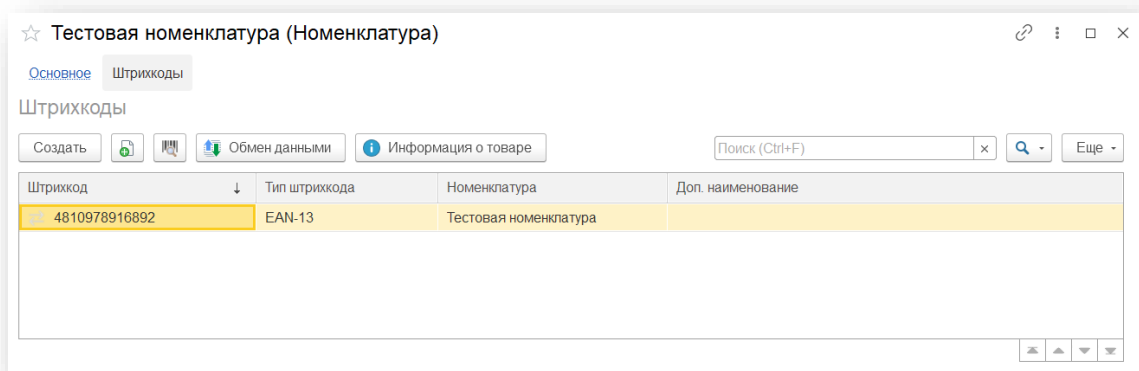 Тестовая номенклатура (Номенклатура)
Основное Штрихкоды
Штрихкоды
Создать Обмен данными Информация о товаре Поиск (Ctrl+F) Еще
Штрихкод Тип штрихкода Номенклатура Доп. наименование
4810978916892 EAN-13 Тестовая номенклатура